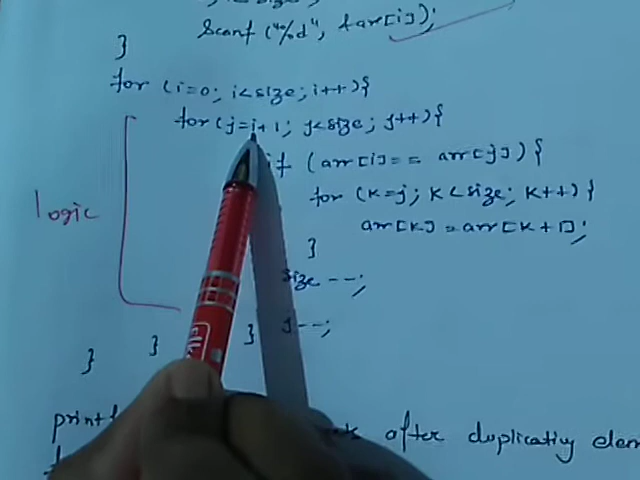 Scanf ("%d", &arr[i]);
}
for (i=0; i<size; i++){
for(j=i+1; j<size; j++){
if (arr[i]== arr[j]) {
for (k=j; k<size; k++) {
arr[k]=arr[k+1];
logic
}
size --;
j--;
}
}
}
after duplicating